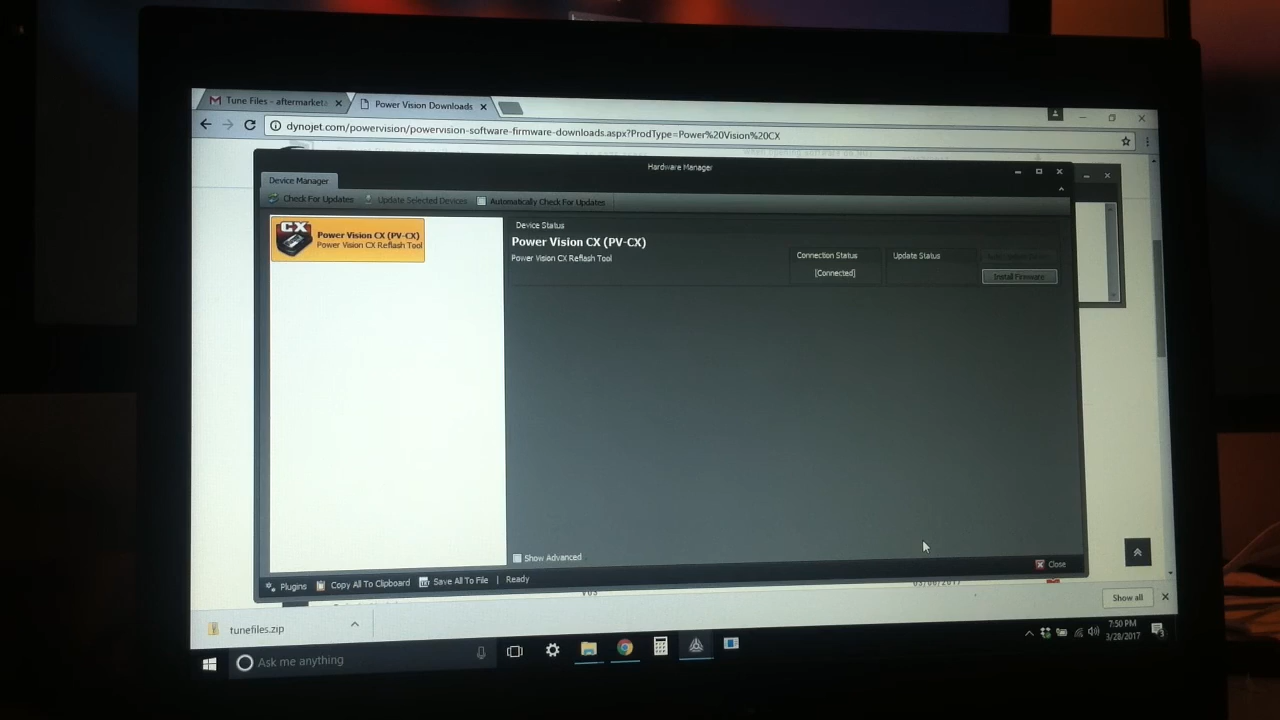 Tune Files - aftermarket
Power Vision Downloads
dynojet.com/powervision/powervision-software-firmware-downloads.aspx?ProdType=Power%20Vision%20CX
Hardware Manager
Device Manager
Check For Updates
Update Selected Devices
Automatically Check For Updates
CX
Power Vision CX (PV-CX)
Power Vision CX Reflash Tool
Device Status
Power Vision CX (PV-CX)
Power Vision CX Reflash Tool
Connection Status
[Connected]
Update Status
Install Firmware
Show Advanced
Close
Plugins
Copy All To Clipboard
Save All To File
Ready
tunefiles.zip
Show all
Ask me anything
7:50 PM
3/28/2017